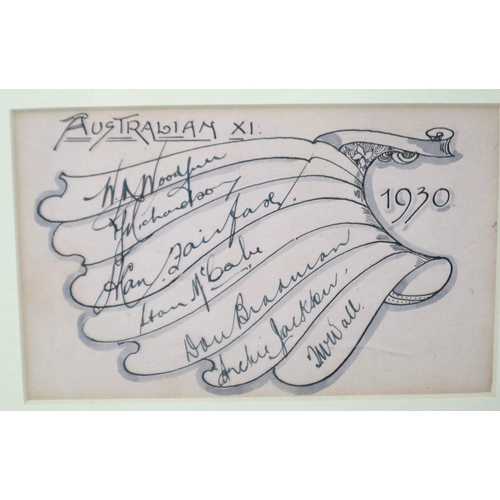 AUSTRALIAN XI.
W M Woodfull
V Y Richardson
Alan. Fairfax.
Stan McCabe
1930
Don Bradman
Archie Jackson.
T W Wall